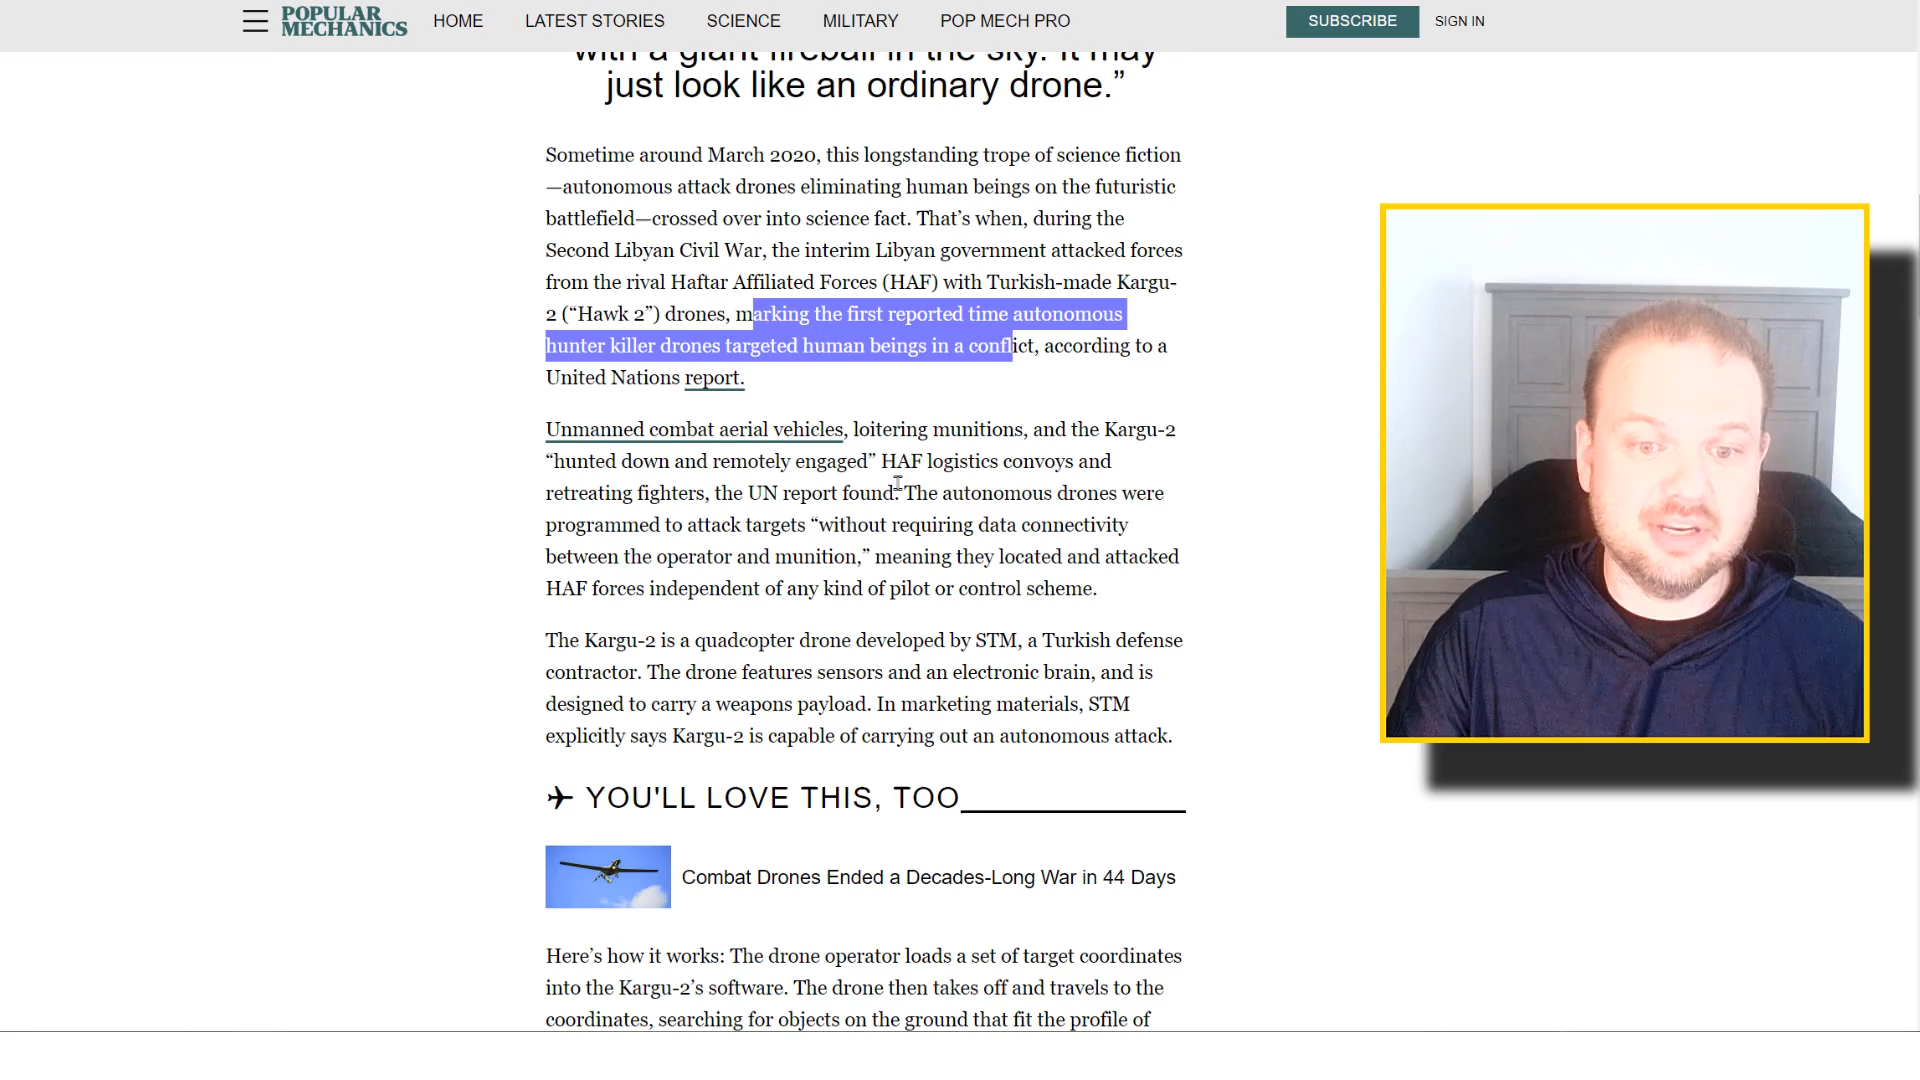 POPULAR
MECHANICS
HOME
LATEST STORIES
SCIENCE
MILITARY
POP MECH PRO
SUBSCRIBE
SIGN IN
with a giant fireball in the sky. It may
just look like an ordinary drone.”
Sometime around March 2020, this longstanding trope of science fiction
—autonomous attack drones eliminating human beings on the futuristic
battlefield—crossed over into science fact. That’s when, during the
Second Libyan Civil War, the interim Libyan government attacked forces
from the rival Haftar Affiliated Forces (HAF) with Turkish-made Kargu-
2 (“Hawk 2”) drones, marking the first reported time autonomous
hunter killer drones targeted human beings in a conflict, according to a
United Nations report.
Unmanned combat aerial vehicles, loitering munitions, and the Kargu-2
“hunted down and remotely engaged” HAF logistics convoys and
retreating fighters, the UN report found. The autonomous drones were
programmed to attack targets “without requiring data connectivity
between the operator and munition,” meaning they located and attacked
HAF forces independent of any kind of pilot or control scheme.
The Kargu-2 is a quadcopter drone developed by STM, a Turkish defense
contractor. The drone features sensors and an electronic brain, and is
designed to carry a weapons payload. In marketing materials, STM
explicitly says Kargu-2 is capable of carrying out an autonomous attack.
YOU'LL LOVE THIS, TOO
Combat Drones Ended a Decades-Long War in 44 Days
Here’s how it works: The drone operator loads a set of target coordinates
into the Kargu-2’s software. The drone then takes off and travels to the
coordinates, searching for objects on the ground that fit the profile of